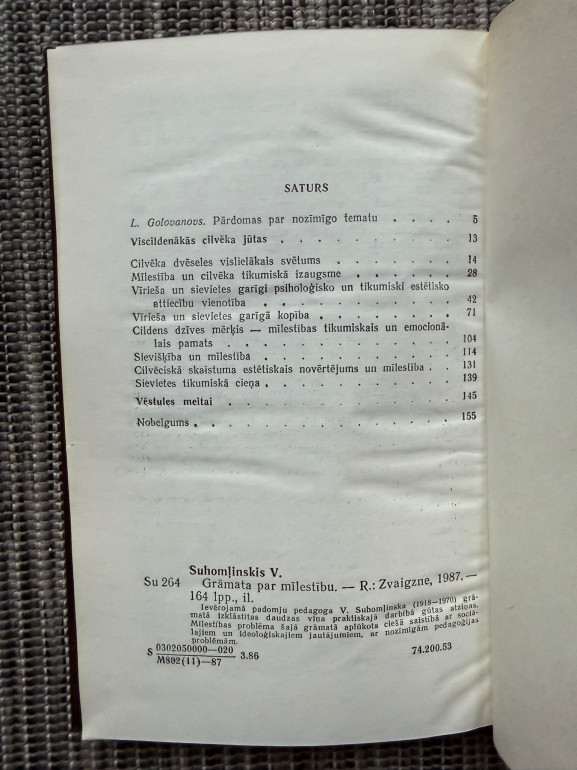 SATURS
L. Golovanovs. Pārdomas par nozīmīgo tematu . . . . 5
Viscildenākās cilvēka jūtas . . . . . . . . . 13
Cilvēka dvēseles vislielākais svētums . . . . . . 14
Mīlestība un cilvēka tikumiskā izaugsme . . . . . . 28
Vīrieša un sievietes garīgi psiholoģisko un tikumiski estētisko
attiecību vienotība . . . . . . . . . . 42
Vīrieša un sievietes garīgā kopība . . . . . . . 71
Cildens dzīves mērķis — mīlestības tikumiskais un emocionā-
lais pamats . . . . . . . . . . . 104
Sievišķība un mīlestība . . . . . . . . . . 114
Cilvēciskā skaistuma estētiskais novērtējums un mīlestība . . 131
Sievietes tikumiskā cieņa . . . . . . . . . . 139
Vēstules meitai . . . . . . . . . . . 145
Nobeigums . . . . . . . . . . . . . 155
Suhomļinskis V.
Su 264 Grāmata par mīlestību. — R.: Zvaigzne, 1987.—
164 lpp., il.
Ievērojamā padomju pedagoga V. Suhomļinska (1918—1970) grā-
matā izklāstītas daudzas viņa praktiskajā darbībā gūtas atziņas.
Mīlestības problēma šajā grāmatā aplūkota ciešā saistībā ar sociā-
lajiem un ideoloģiskajiem jautājumiem, ar nozīmīgām pedagoģijas
problēmām.
S 0302050000—020 3.86 74.200.53
M802(11)—87